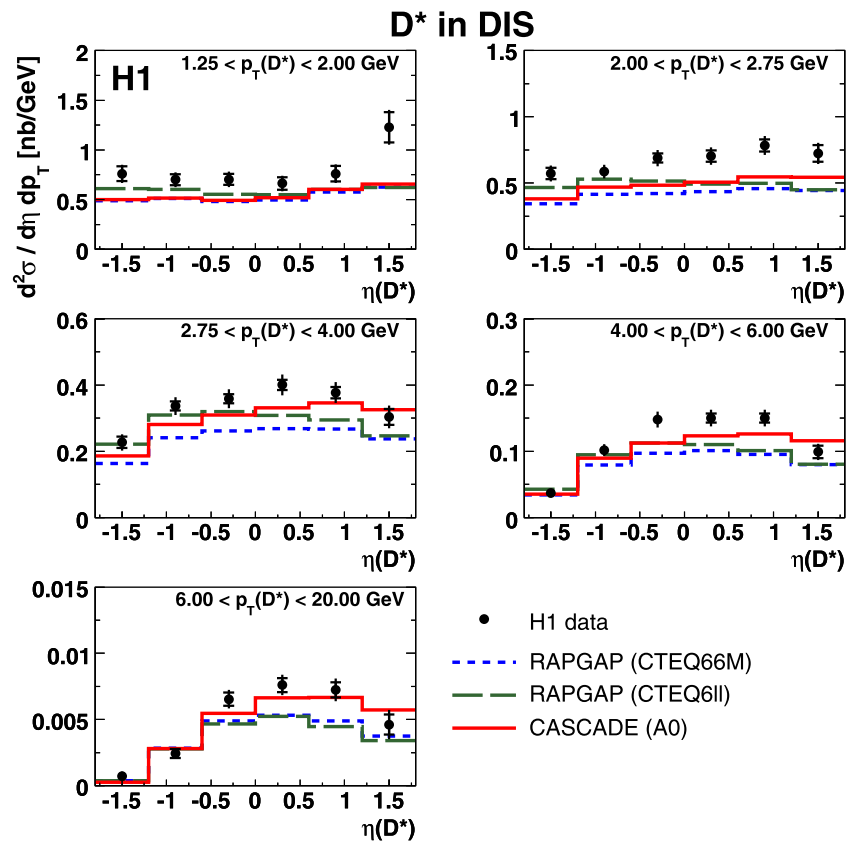 D* in DIS
d²σ / dη dp_T [nb/GeV]
H1
1.25 < p_T(D*) < 2.00 GeV
2
1.5
1
0.5
0
-1.5 -1 -0.5 0 0.5 1 1.5
η(D*)
2.00 < p_T(D*) < 2.75 GeV
1.5
1
0.5
0
-1.5 -1 -0.5 0 0.5 1 1.5
η(D*)
2.75 < p_T(D*) < 4.00 GeV
0.6
0.4
0.2
0
-1.5 -1 -0.5 0 0.5 1 1.5
η(D*)
4.00 < p_T(D*) < 6.00 GeV
0.3
0.2
0.1
0
-1.5 -1 -0.5 0 0.5 1 1.5
η(D*)
6.00 < p_T(D*) < 20.00 GeV
0.015
0.01
0.005
0
-1.5 -1 -0.5 0 0.5 1 1.5
η(D*)
H1 data
RAPGAP (CTEQ66M)
RAPGAP (CTEQ6ll)
CASCADE (A0)